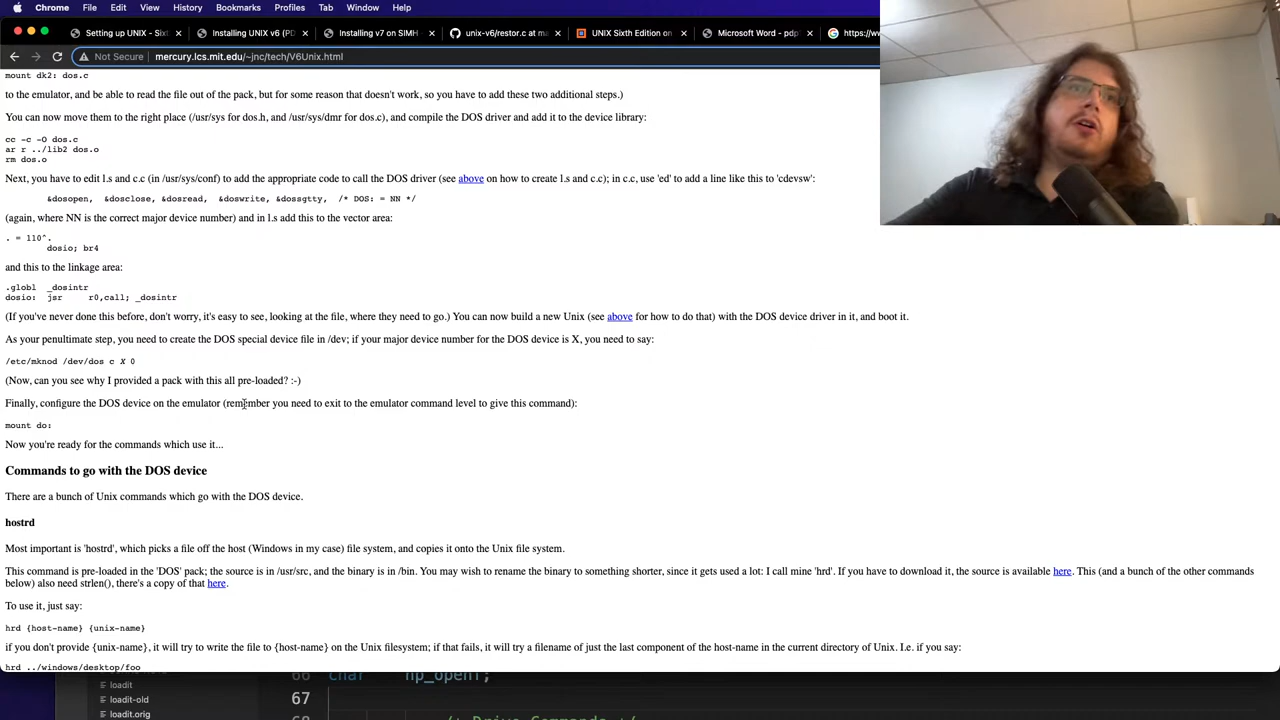 Chrome File Edit View History Bookmarks Profiles Tab Window Help
Setting up UNIX - Sixt Installing UNIX v6 (PD Installing v7 on SIMH unix-v6/restor.c at ma UNIX Sixth Edition on Microsoft Word - pdp1 https://w
Not Secure mercury.lcs.mit.edu/~jnc/tech/V6Unix.html
mount dk2: dos.c
to the emulator, and be able to read the file out of the pack, but for some reason that doesn't work, so you have to add these two additional steps.)
You can now move them to the right place (/usr/sys for dos.h, and /usr/sys/dmr for dos.c), and compile the DOS driver and add it to the device library:
cc -c -O dos.c
ar r ../lib2 dos.o
rm dos.o
Next, you have to edit l.s and c.c (in /usr/sys/conf) to add the appropriate code to call the DOS driver (see above on how to create l.s and c.c); in c.c, use 'ed' to add a line like this to 'cdevsw':
&dosopen, &dosclose, &dosread, &doswrite, &dossgtty, /* DOS: = NN */
(again, where NN is the correct major device number) and in l.s add this to the vector area:
. = 110^.
dosio; br4
and this to the linkage area:
.globl _dosintr
dosio: jsr r0,call; _dosintr
(If you've never done this before, don't worry, it's easy to see, looking at the file, where they need to go.) You can now build a new Unix (see above for how to do that) with the DOS device driver in it, and boot it.
As your penultimate step, you need to create the DOS special device file in /dev; if your major device number for the DOS device is X, you need to say:
/etc/mknod /dev/dos c X 0
(Now, can you see why I provided a pack with this all pre-loaded? :-)
Finally, configure the DOS device on the emulator (remember you need to exit to the emulator command level to give this command):
mount do:
Now you're ready for the commands which use it...
Commands to go with the DOS device
There are a bunch of Unix commands which go with the DOS device.
hostrd
Most important is 'hostrd', which picks a file off the host (Windows in my case) file system, and copies it onto the Unix file system.
This command is pre-loaded in the 'DOS' pack; the source is in /usr/src, and the binary is in /bin. You may wish to rename the binary to something shorter, since it gets used a lot: I call mine 'hrd'. If you have to download it, the source is available here. This (and a bunch of the other commands
below) also need strlen(), there's a copy of that here.
To use it, just say:
hrd {host-name} {unix-name}
if you don't provide {unix-name}, it will try to write the file to {host-name} on the Unix filesystem; if that fails, it will try a filename of just the last component of the host-name in the current directory of Unix. I.e. if you say:
hrd ../windows/desktop/foo
loadit
loadit-old
loadit.orig
66 char
67